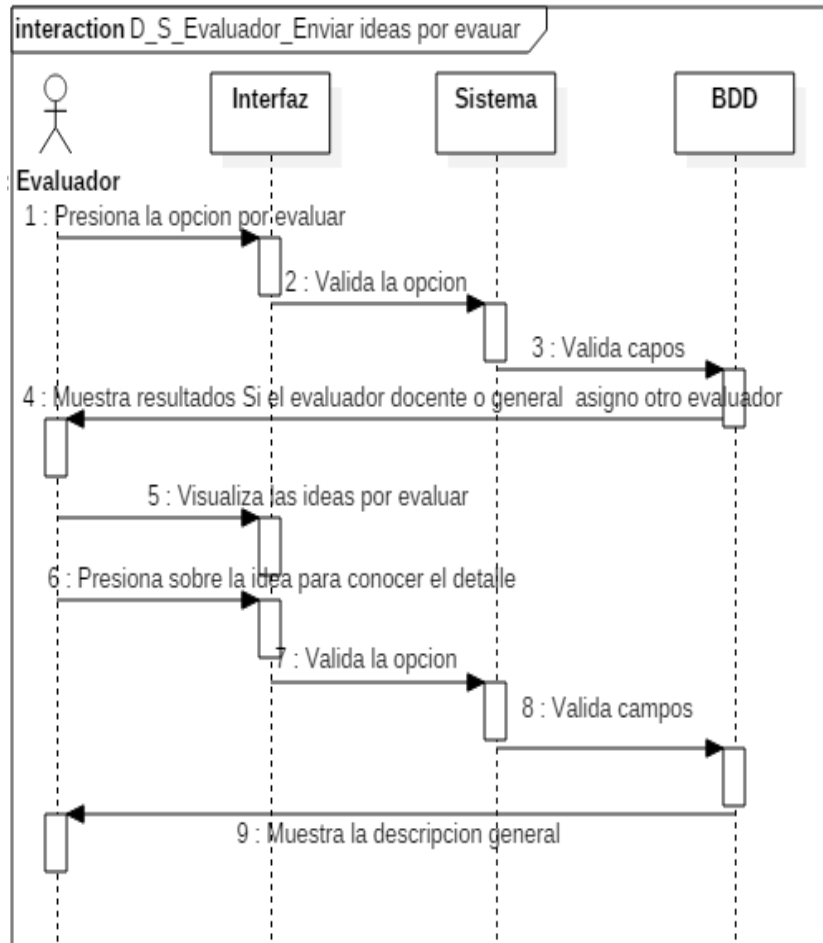 interaction D_S_Evaluador_Enviar ideas por evauar
Interfaz
Sistema
BDD
: Evaluador
1 : Presiona la opcion por evaluar
2 : Valida la opcion
3 : Valida capos
4 : Muestra resultados Si el evaluador docente o general asigno otro evaluador
5 : Visualiza las ideas por evaluar
6 : Presiona sobre la idea para conocer el detalle
7 : Valida la opcion
8 : Valida campos
9 : Muestra la descripcion general